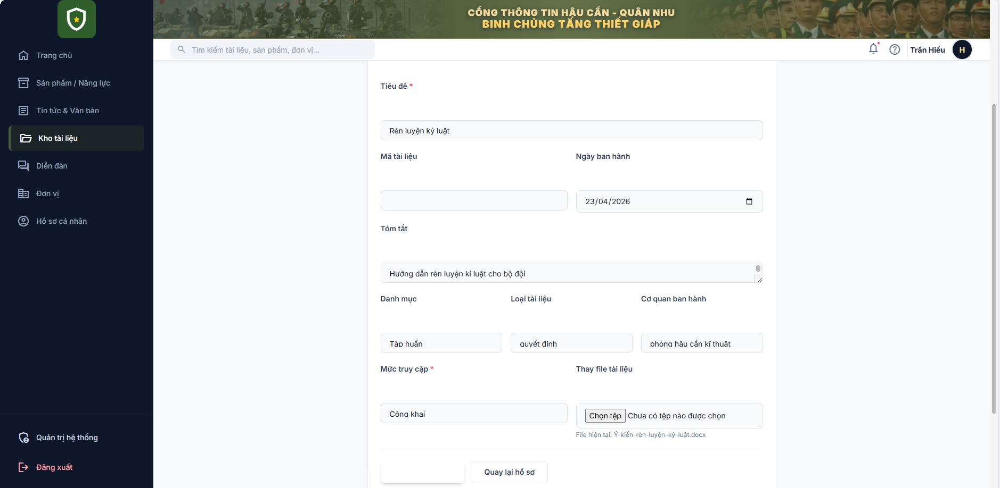 CỔNG THÔNG TIN HẬU CẦN - QUÂN NHU
BINH CHỦNG TĂNG THIẾT GIÁP
Tìm kiếm tài liệu, sản phẩm, đơn vị...
Trần Hiếu
H
Trang chủ
Sản phẩm / Năng lực
Tin tức & Văn bản
Kho tài liệu
Diễn đàn
Đơn vị
Hồ sơ cá nhân
Quản trị hệ thống
Đăng xuất
Tiêu đề *
Rèn luyện kỷ luật
Mã tài liệu
Ngày ban hành
23/04/2026
Tóm tắt
Hướng dẫn rèn luyện kỉ luật cho bộ đội
Danh mục
Loại tài liệu
Cơ quan ban hành
Tập huấn
quyết định
phòng hậu cần kĩ thuật
Mức truy cập *
Thay file tài liệu
Công khai
Chọn tệp Chưa có tệp nào được chọn
File hiện tại: Ý-kiến-rèn-luyện-kỷ-luật.docx
Quay lại hồ sơ